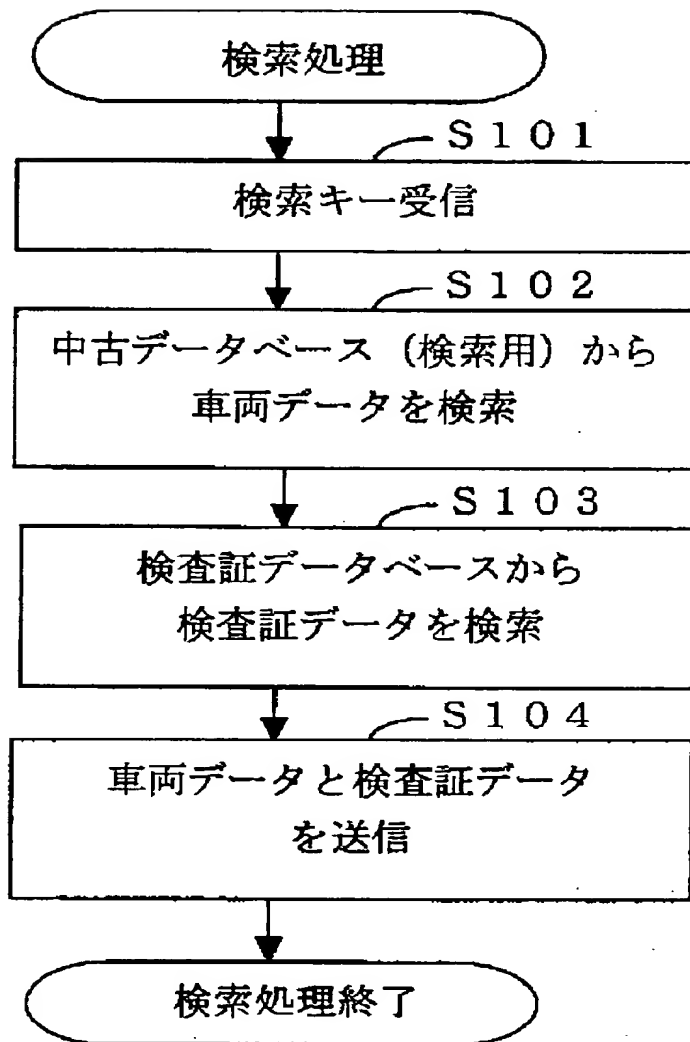 検索処理
S101
検索キー受信
S102
中古データベース(検索用)から
車両データを検索
S103
検査証データベースから
検査証データを検索
S104
車両データと検査証データ
を送信
検索処理終了